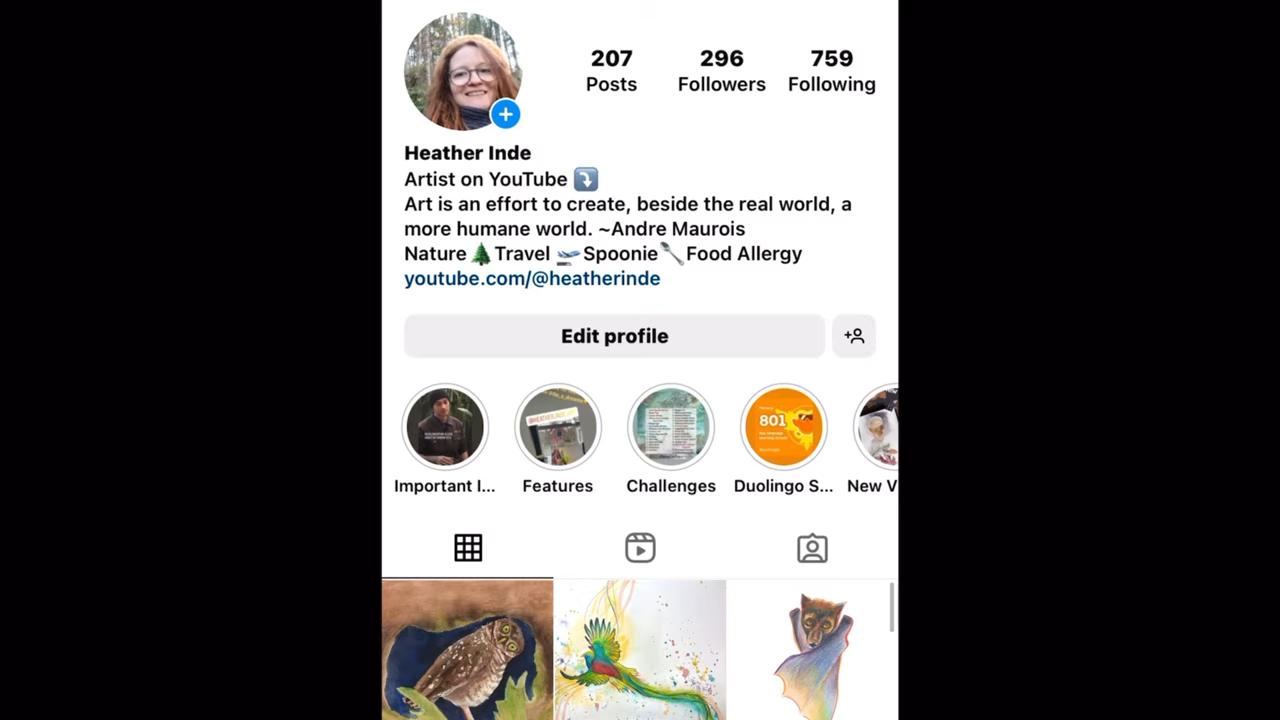 207 296 759
Posts Followers Following
Heather Inde
Artist on YouTube
Art is an effort to create, beside the real world, a
more humane world. ~Andre Maurois
Nature Travel Spoonie Food Allergy
youtube.com/@heatherinde
Edit profile
801
Important I... Features Challenges Duolingo S... New V